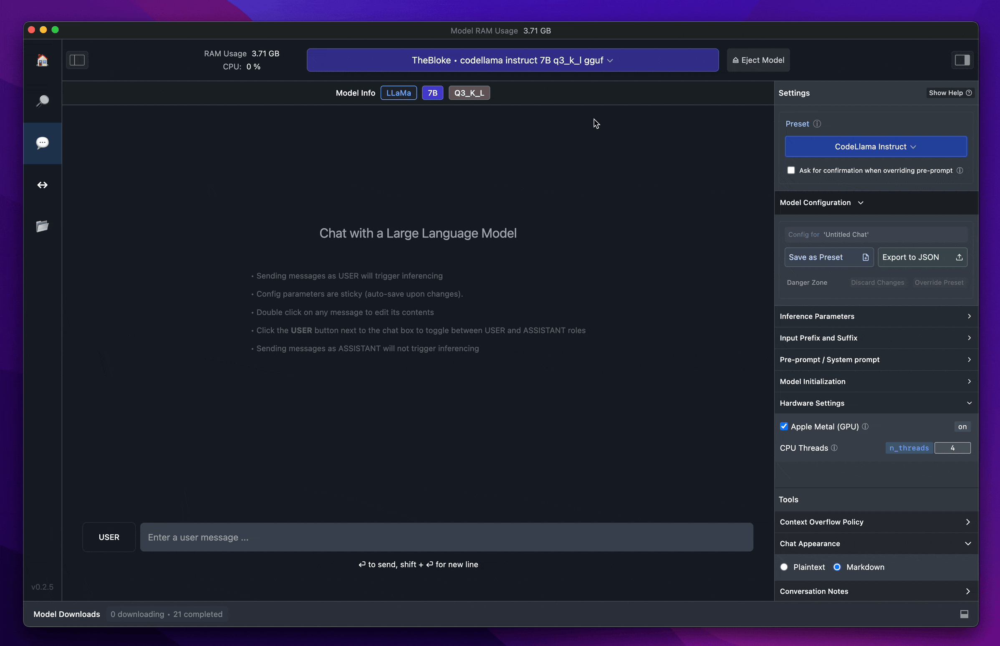 Model RAM Usage 3.71 GB
RAM Usage 3.71 GB
CPU: 0 %
TheBloke • codellama instruct 7B q3_k_l gguf
Eject Model
Model Info LLaMa 7B Q3_K_L
Chat with a Large Language Model
• Sending messages as USER will trigger inferencing
• Config parameters are sticky (auto-save upon changes).
• Double click on any message to edit its contents
• Click the USER button next to the chat box to toggle between USER and ASSISTANT roles
• Sending messages as ASSISTANT will not trigger inferencing
USER
Enter a user message ...
⏎ to send, shift + ⏎ for new line
v0.2.5
Settings
Show Help
Preset
CodeLlama Instruct
Ask for confirmation when overriding pre-prompt
Model Configuration
Config for 'Untitled Chat'
Save as Preset
Export to JSON
Danger Zone
Discard Changes
Override Preset
Inference Parameters
Input Prefix and Suffix
Pre-prompt / System prompt
Model Initialization
Hardware Settings
Apple Metal (GPU)
on
CPU Threads
n_threads
4
Tools
Context Overflow Policy
Chat Appearance
Plaintext
Markdown
Conversation Notes
Model Downloads
0 downloading • 21 completed